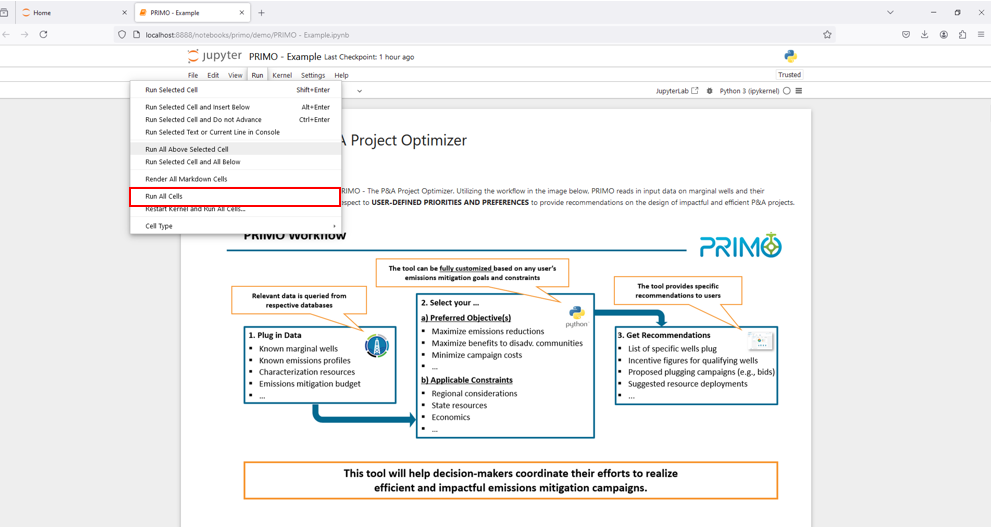 Home
PRIMO - Example
localhost:8888/notebooks/primo/demo/PRIMO - Example.ipynb
jupyter PRIMO - Example Last Checkpoint: 1 hour ago
File Edit View Run Kernel Settings Help
Trusted
JupyterLab
Python 3 (ipykernel)
Run Selected Cell Shift+Enter
Run Selected Cell and Insert Below Alt+Enter
Run Selected Cell and Do not Advance Ctrl+Enter
Run Selected Text or Current Line in Console
Run All Above Selected Cell
Run Selected Cell and All Below
Render All Markdown Cells
Run All Cells
Restart Kernel and Run All Cells...
Cell Type
A Project Optimizer
PRIMO - The P&A Project Optimizer. Utilizing the workflow in the image below. PRIMO reads in input data on marginal wells and their
spect to USER-DEFINED PRIORITIES AND PREFERENCES to provide recommendations on the design of impactful and efficient P&A projects.
PRIMO Workflow
PRIMO
Relevant data is queried from
respective databases
1. Plug in Data
▪ Known marginal wells
▪ Known emissions profiles
▪ Characterization resources
▪ Emissions mitigation budget
▪ ...
The tool can be fully customized based on any user's
emissions mitigation goals and constraints
2. Select your ...
python
a) Preferred Objective(s)
▪ Maximize emissions reductions
▪ Maximize benefits to disadv. communities
▪ Minimize campaign costs
▪ ...
b) Applicable Constraints
▪ Regional considerations
▪ State resources
▪ Economics
▪ ...
The tool provides specific
recommendations to users
3. Get Recommendations
▪ List of specific wells plug
▪ Incentive figures for qualifying wells
▪ Proposed plugging campaigns (e.g., bids)
▪ Suggested resource deployments
▪ ...
This tool will help decision-makers coordinate their efforts to realize
efficient and impactful emissions mitigation campaigns.